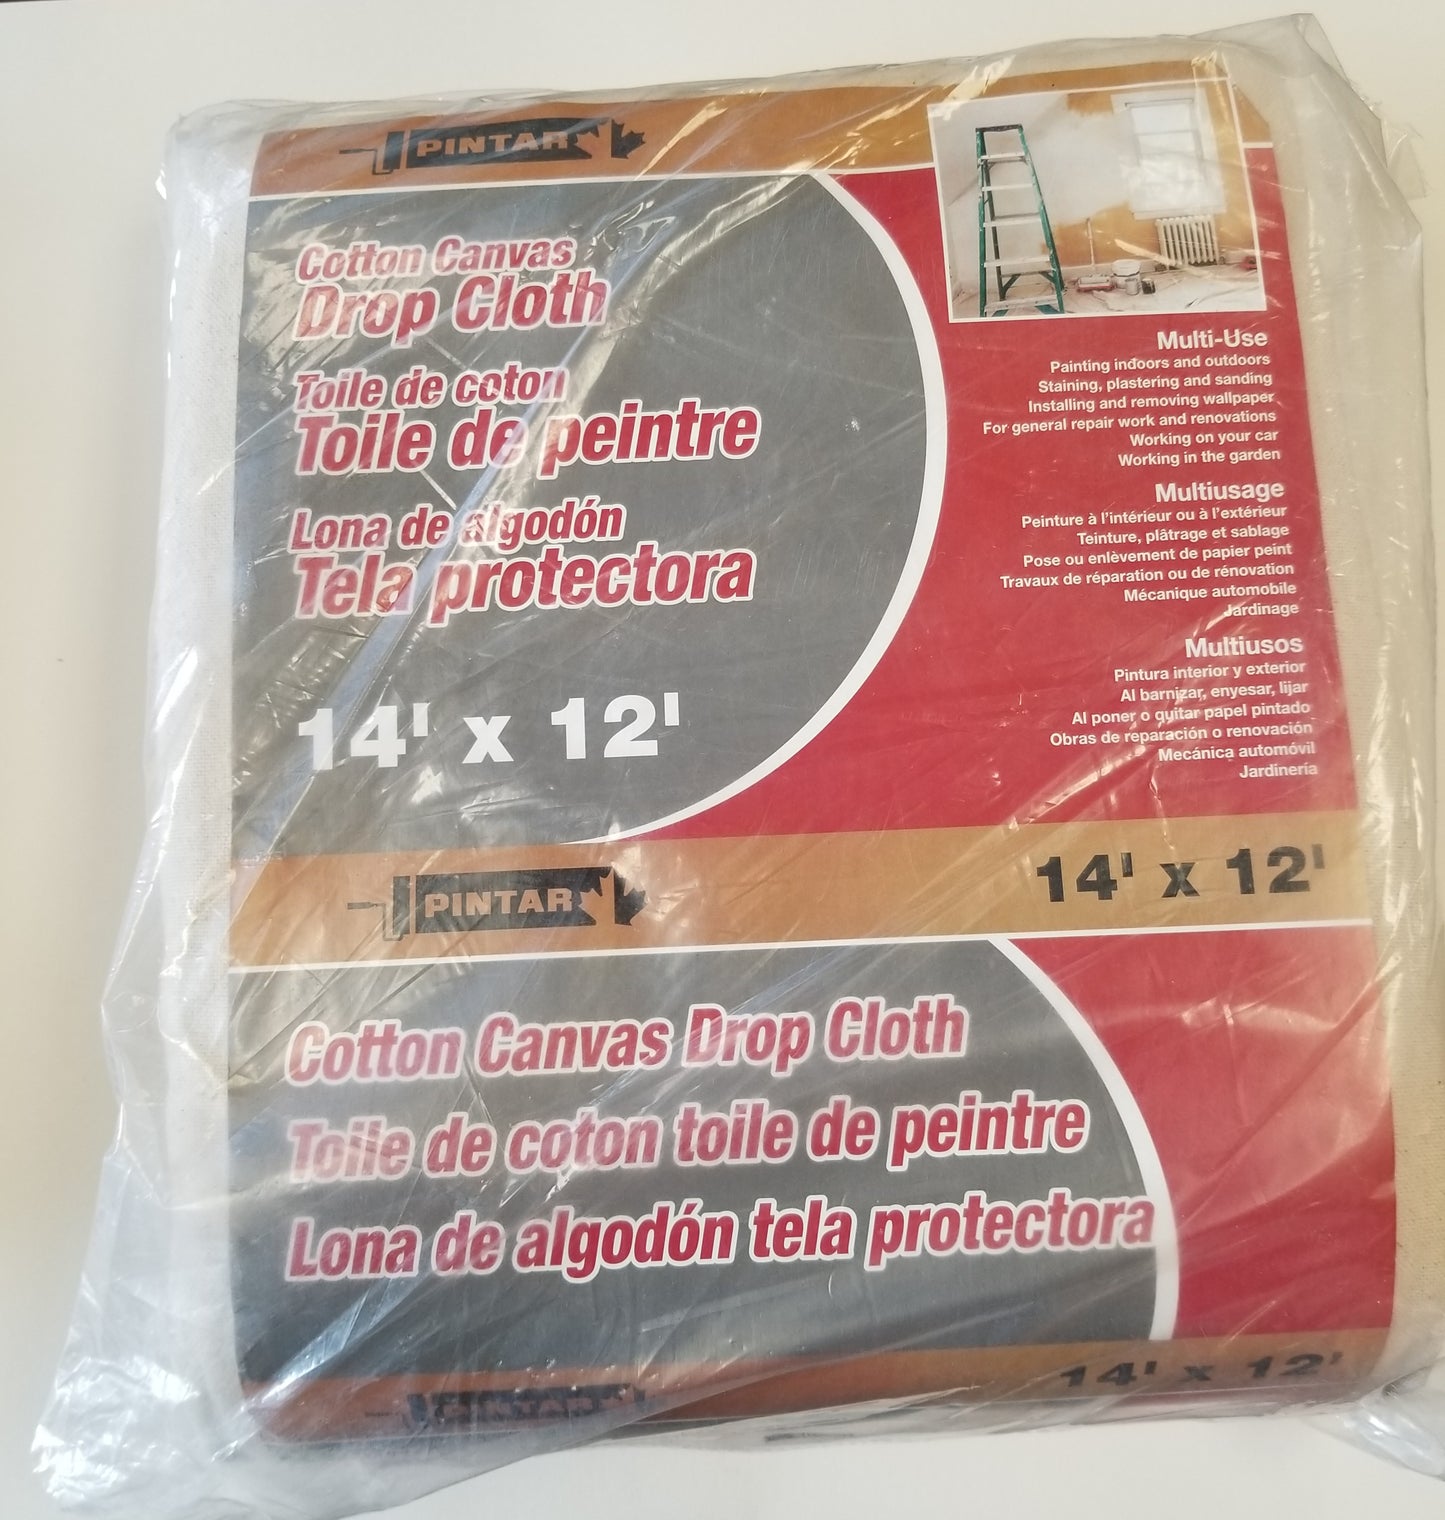 PINTAR
Cotton Canvas
Drop Cloth
Toile de coton
Toile de peintre
Lona de algodón
Tela protectora
14' x 12'
Multi-Use
Painting indoors and outdoors
Staining, plastering and sanding
Installing and removing wallpaper
For general repair work and renovations
Working on your car
Working in the garden
Multiusage
Peinture à l'intérieur ou à l'extérieur
Teinture, plâtrage et sablage
Pose ou enlèvement de papier peint
Travaux de réparation ou de rénovation
Mécanique automobile
Jardinage
Multiusos
Pintura interior y exterior
Al barnizar, enyesar, lijar
Al poner o quitar papel pintado
Obras de reparación o renovación
Mecánica automóvil
Jardinería
PINTAR
14' x 12'
Cotton Canvas Drop Cloth
Toile de coton toile de peintre
Lona de algodón tela protectora
PINTAR
14' x 12'